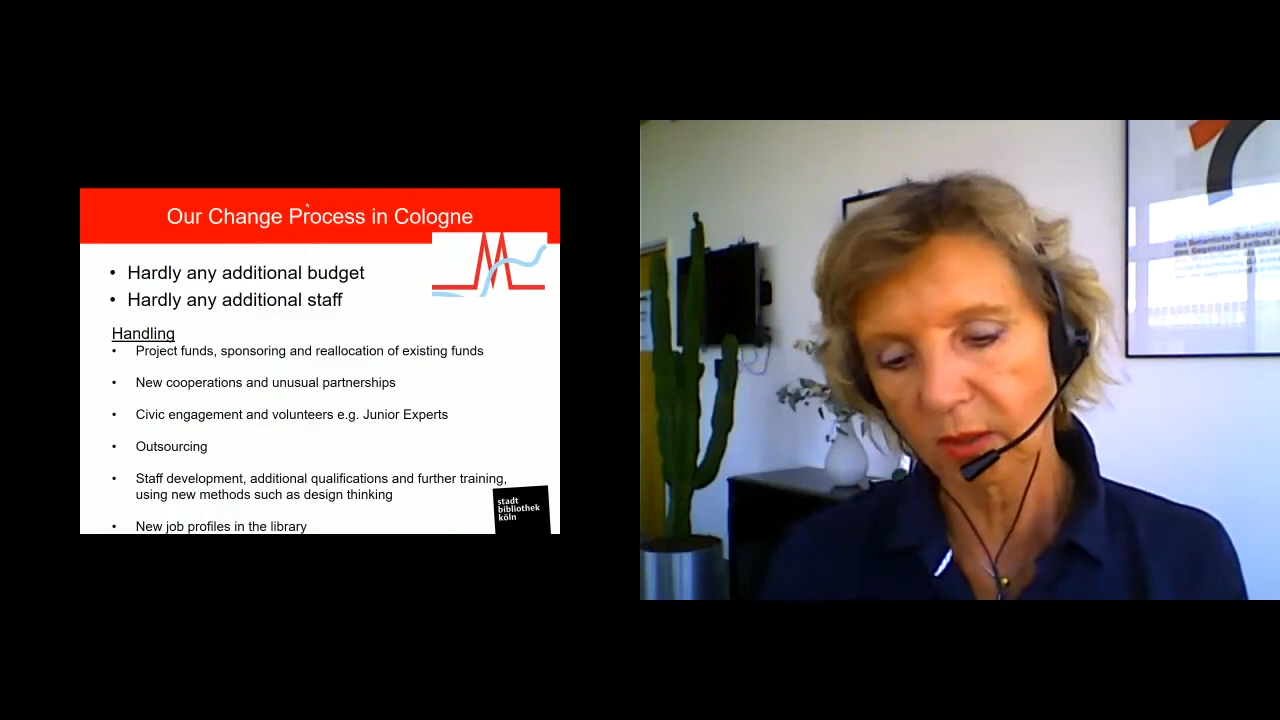 Our Change Process in Cologne
• Hardly any additional budget
• Hardly any additional staff
Handling
• Project funds, sponsoring and reallocation of existing funds
• New cooperations and unusual partnerships
• Civic engagement and volunteers e.g. Junior Experts
• Outsourcing
• Staff development, additional qualifications and further training,
using new methods such as design thinking
• New job profiles in the library
stadt
bibliothek
köln